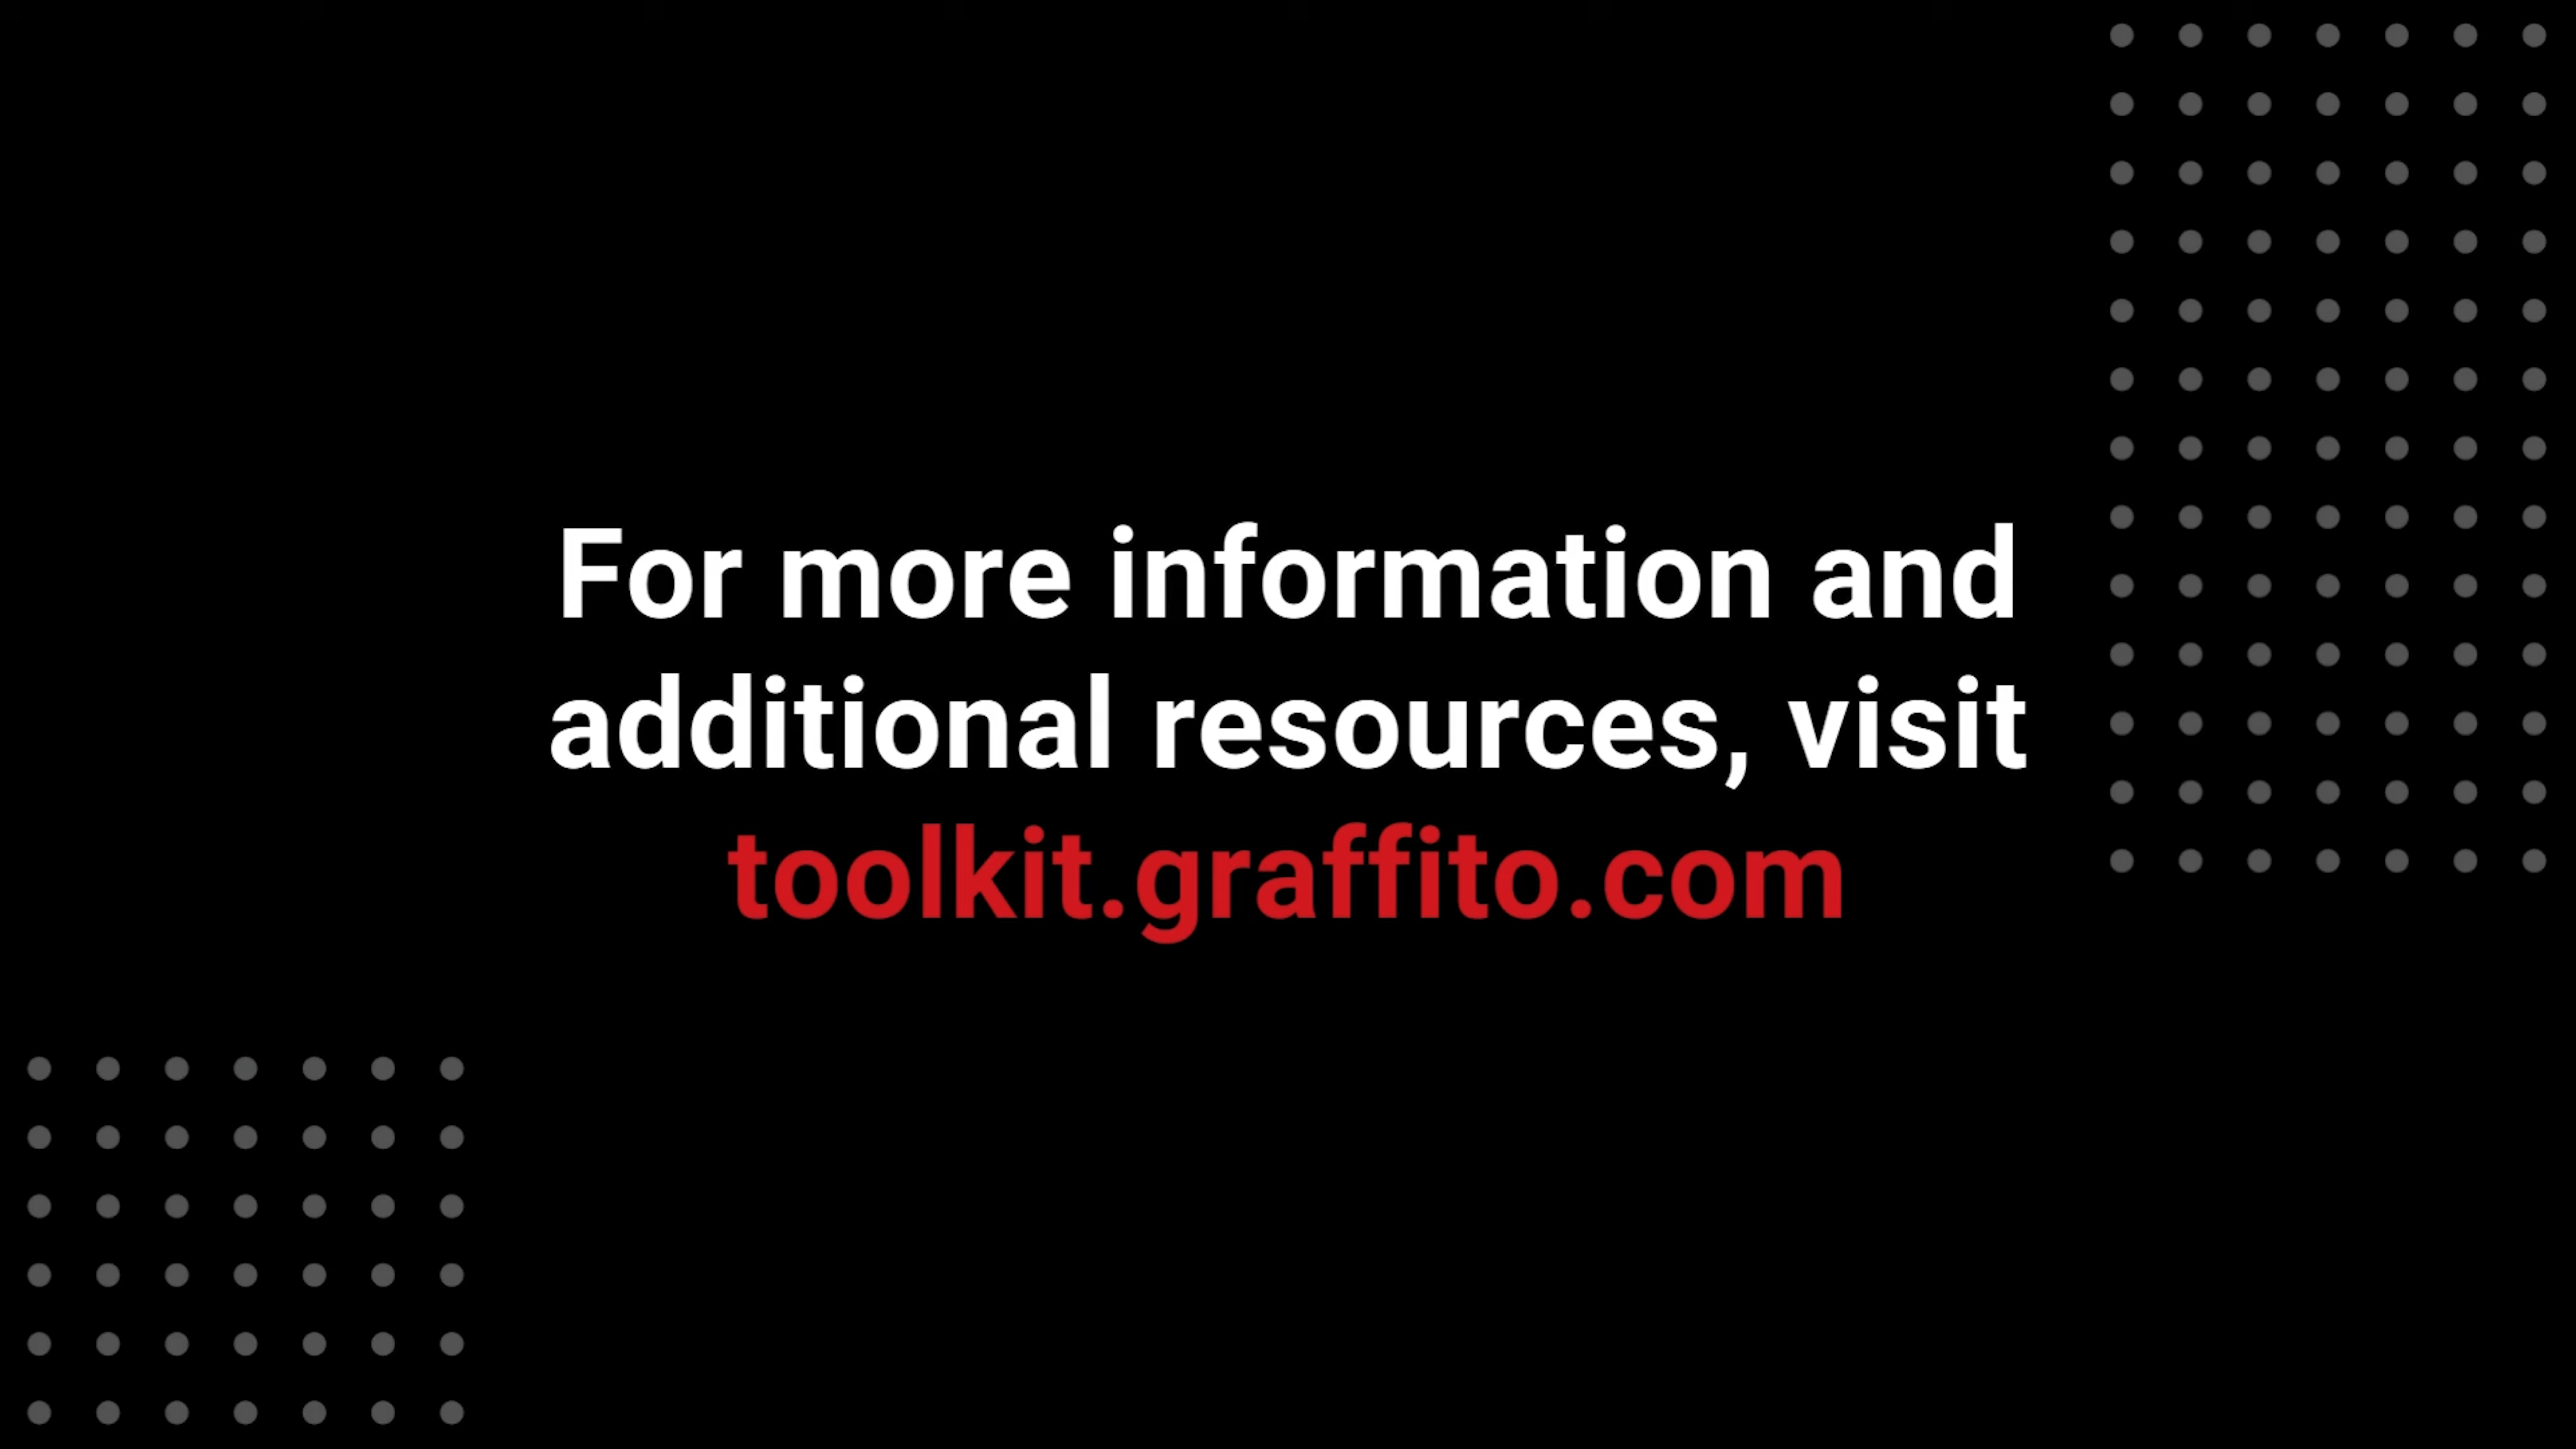 For more information and
additional resources, visit
toolkit.graffito.com